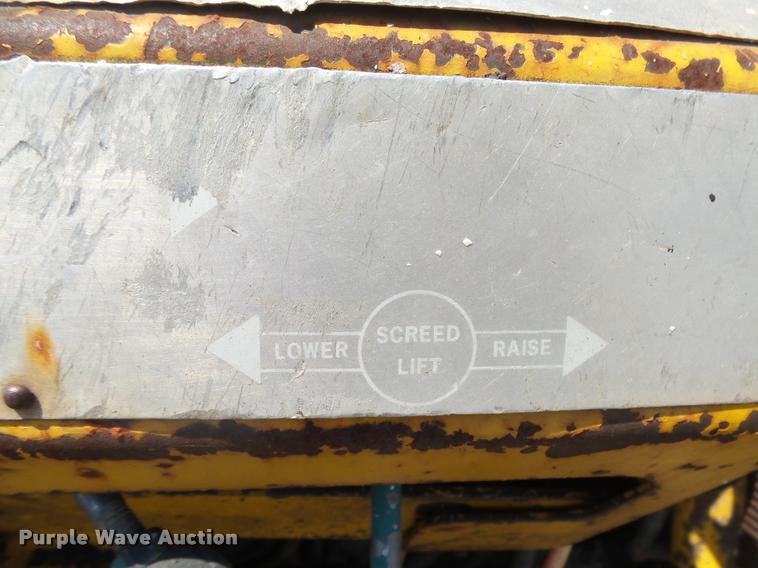 SCREED
LOWER
LIFT
RAISE
Purple Wave Auction